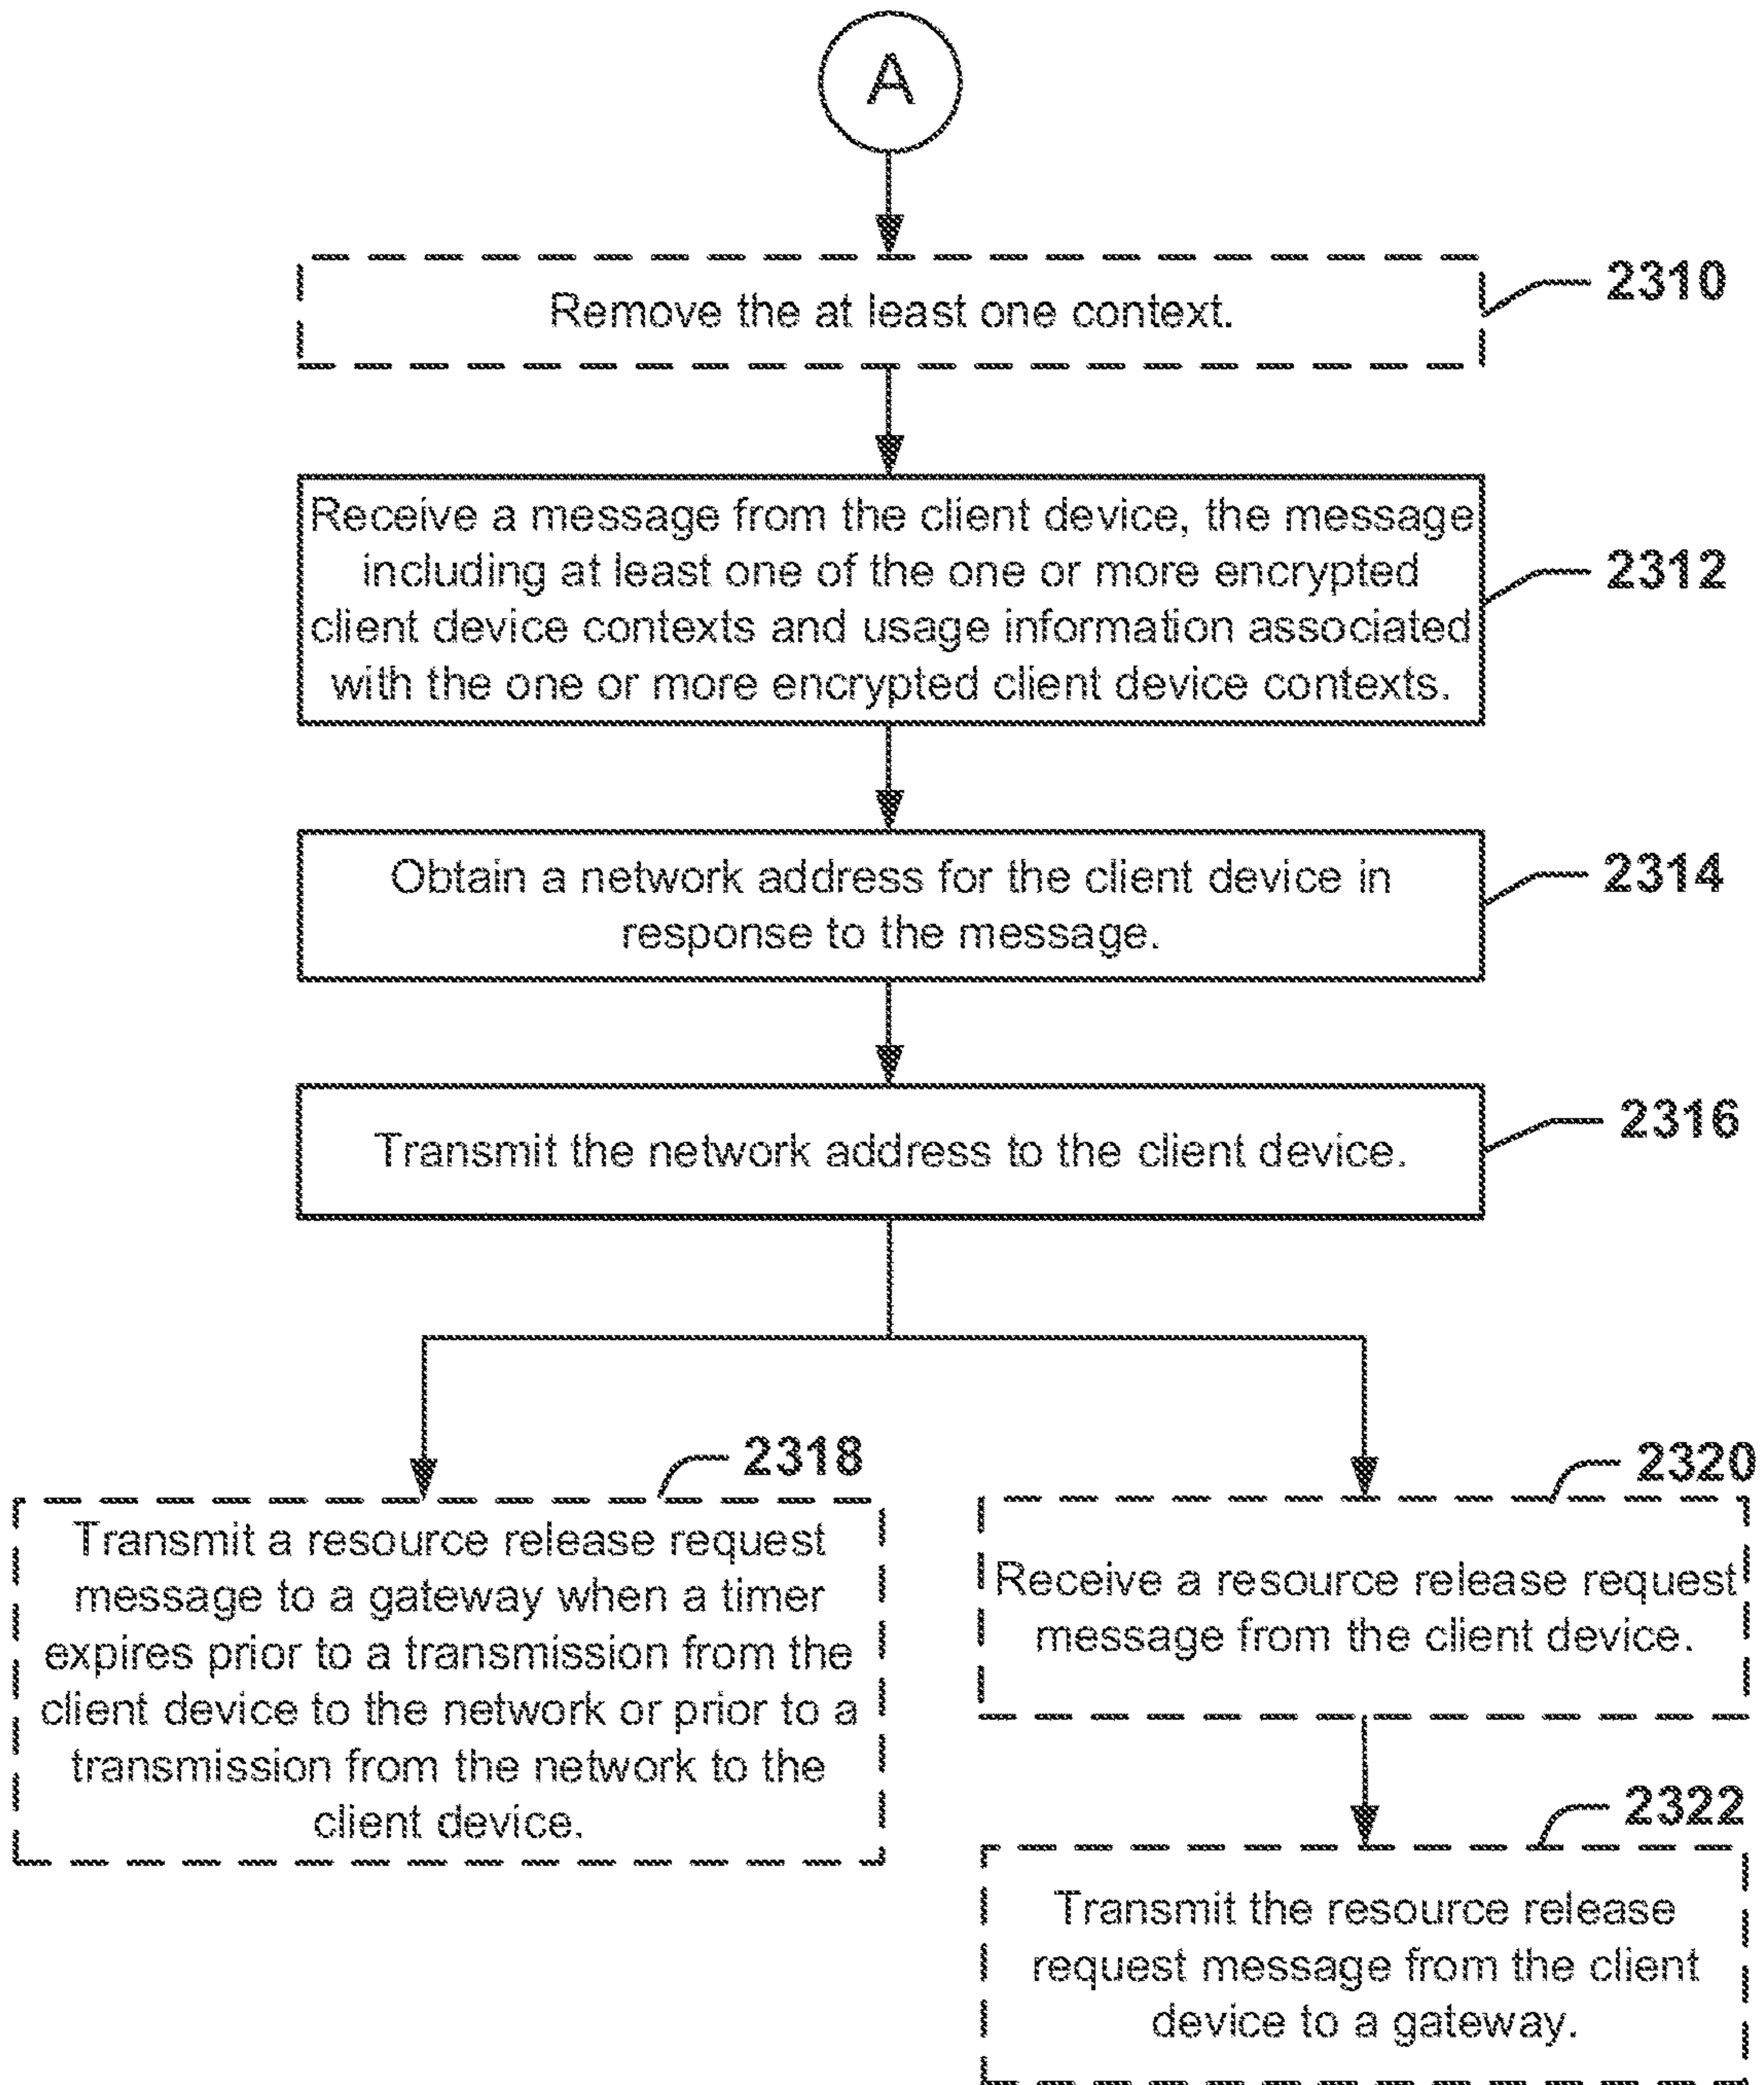 A
Remove the at least one context.
2310
Receive a message from the client device, the message
including at least one of the one or more encrypted
client device contexts and usage information associated
with the one or more encrypted client device contexts.
2312
Obtain a network address for the client device in
response to the message.
2314
Transmit the network address to the client device.
2316
2318
Transmit a resource release request
message to a gateway when a timer
expires prior to a transmission from the
client device to the network or prior to a
transmission from the network to the
client device.
2320
Receive a resource release request
message from the client device.
2322
Transmit the resource release
request message from the client
device to a gateway.